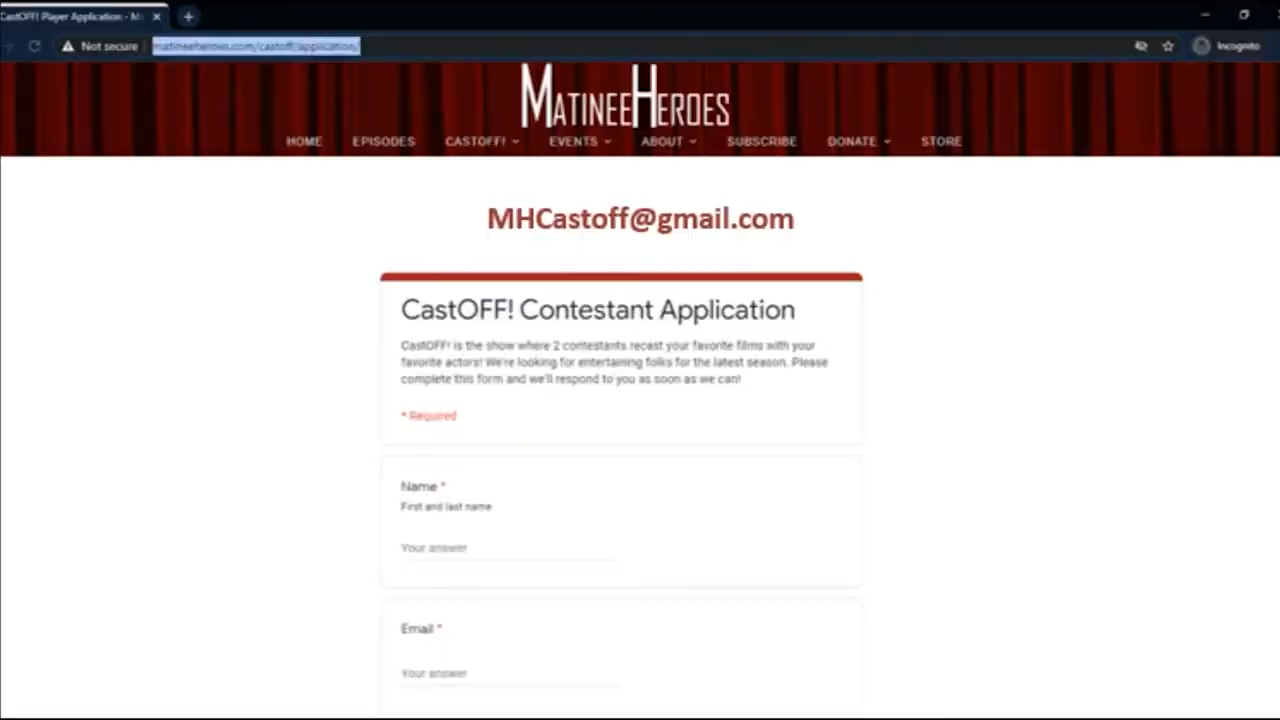 CastOFF! Player Application - M
Not secure
matineeheroes.com/castoff/application/
Incognito
MATINEEHEROES
HOME EPISODES CASTOFF! EVENTS ABOUT SUBSCRIBE DONATE STORE
MHCastoff@gmail.com
CastOFF! Contestant Application
CastOFF! is the show where 2 contestants recast your favorite films with your
favorite actors! We're looking for entertaining folks for the latest season. Please
complete this form and we'll respond to you as soon as we can!
* Required
Name *
First and last name
Your answer
Email *
Your answer